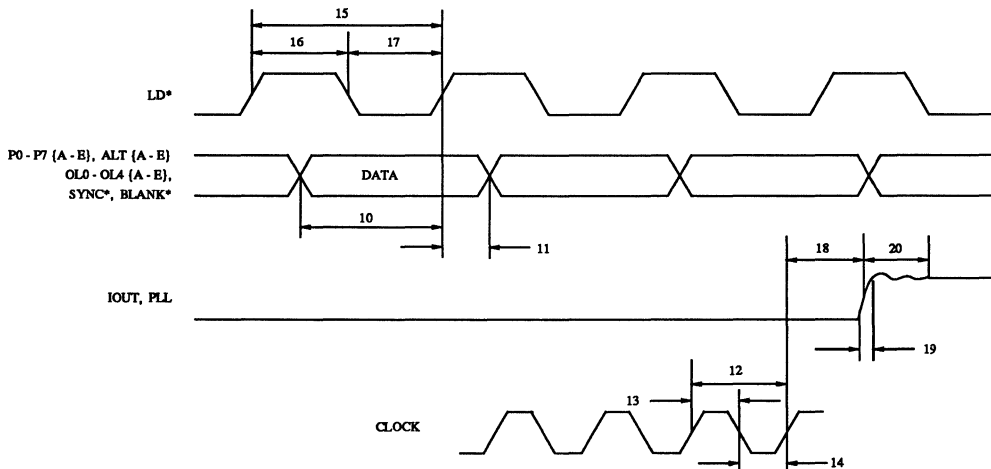 15
16
17
LD*
P0 - P7 {A - E}, ALT {A - E}
OL0 - OL4 {A - E},
SYNC*, BLANK*
DATA
10
11
18
20
IOUT, PLL
19
12
13
CLOCK
14